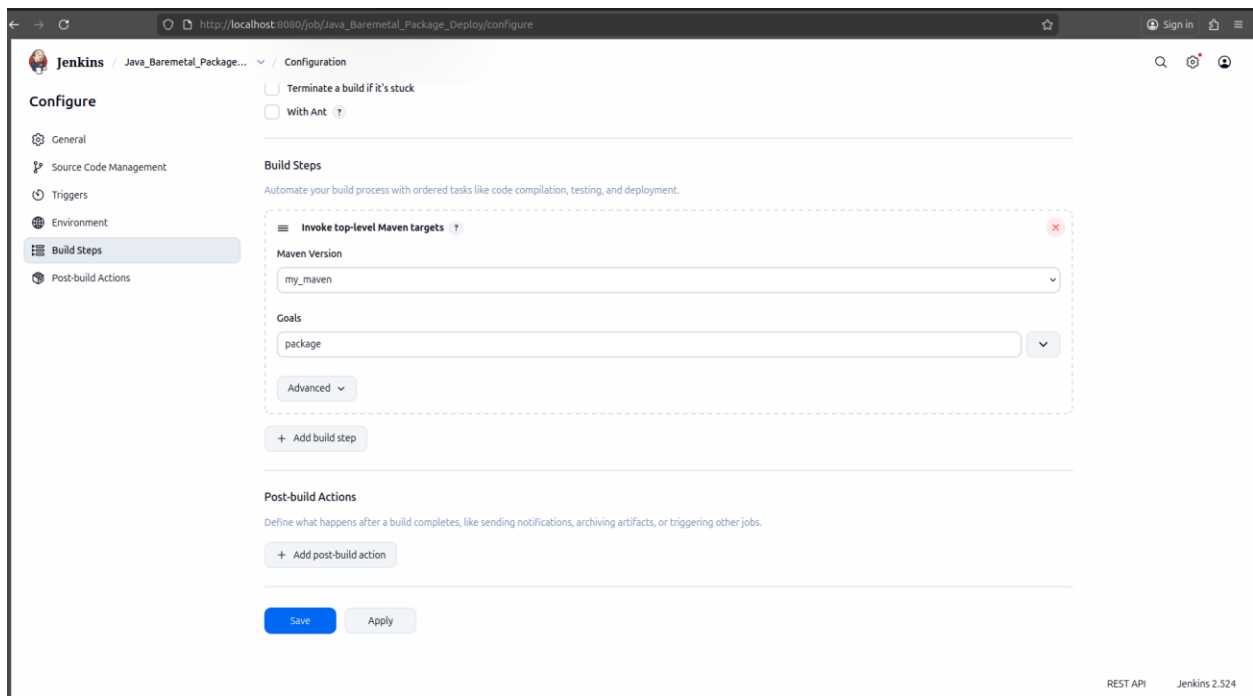 http://localhost:8080/job/Java_Baremetal_Package_Deploy/configure
Sign in
Jenkins / Java_Baremetal_Package... / Configuration
Configure
General
Source Code Management
Triggers
Environment
Build Steps
Post-build Actions
Terminate a build if it's stuck
With Ant ?
Build Steps
Automate your build process with ordered tasks like code compilation, testing, and deployment.
Invoke top-level Maven targets ?
Maven Version
my_maven
Goals
package
Advanced
+ Add build step
Post-build Actions
Define what happens after a build completes, like sending notifications, archiving artifacts, or triggering other jobs.
+ Add post-build action
Save Apply
REST API Jenkins 2.524